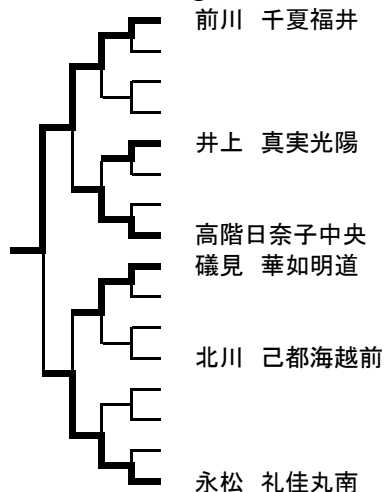 前川 千夏福井
井上 真実光陽
高階日奈子中央
礒見 華如明道
北川 己都海越前
永松 礼佳丸南